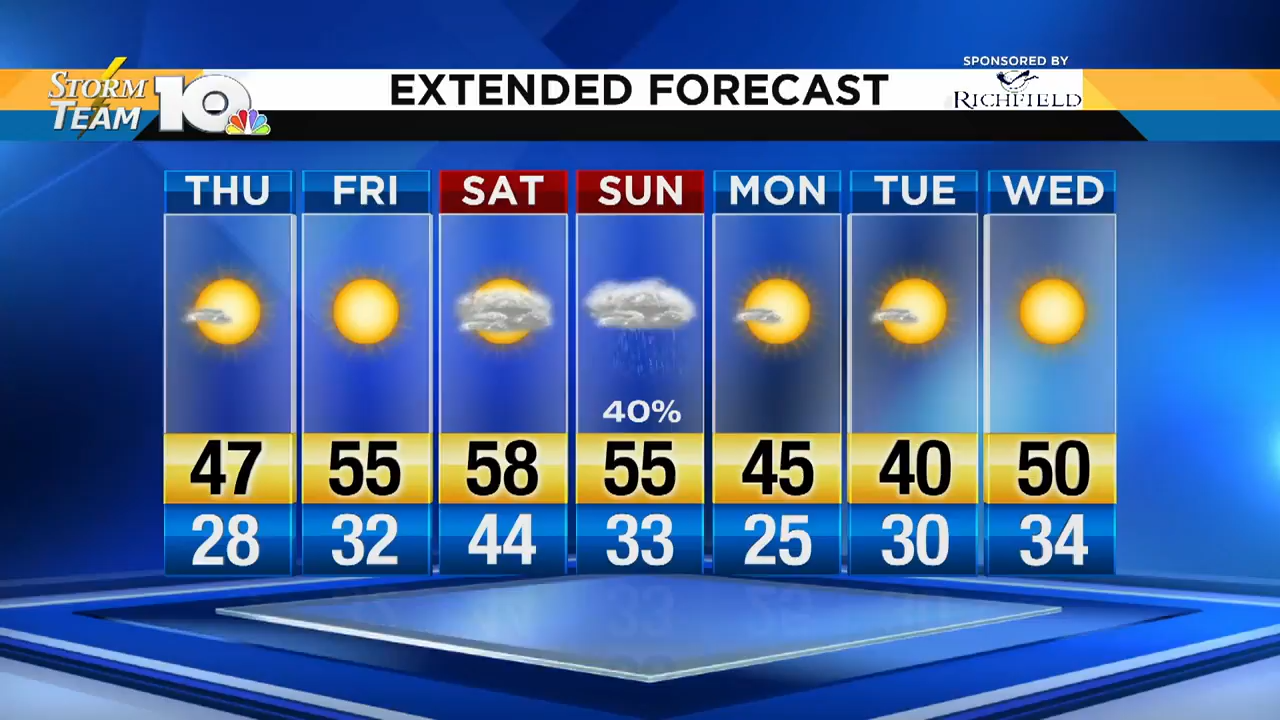 SPONSORED BY
STORM
TEAM
10
EXTENDED FORECAST
RICHFIELD
THU FRI SAT SUN MON TUE WED
40%
47 55 58 55 45 40 50
28 32 44 33 25 30 34